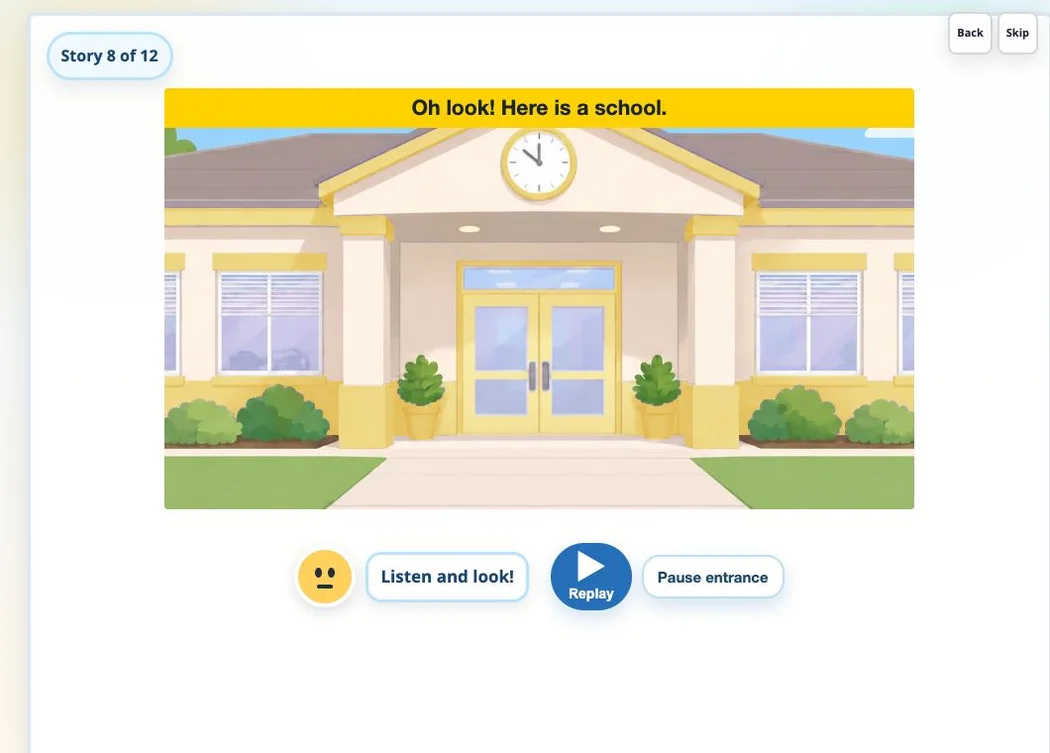 Story 8 of 12
Back
Skip
Oh look! Here is a school.
Listen and look!
Replay
Pause entrance